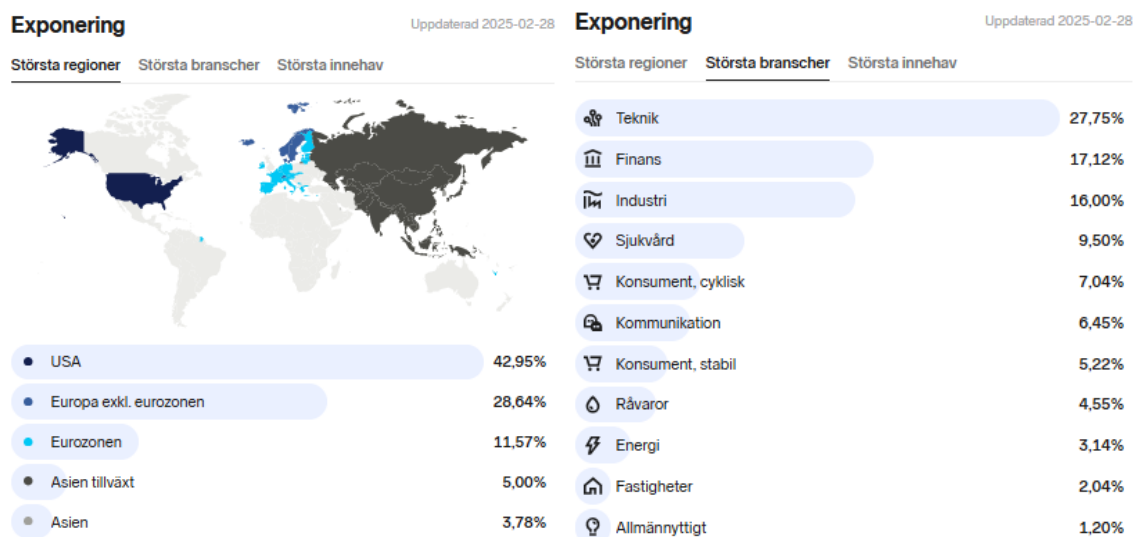 Exponering
Uppdaterad 2025-02-28
Största regioner Största branscher Största innehav
USA 42,95%
Europa exkl. eurozonen 28,64%
Eurozonen 11,57%
Asien tillväxt 5,00%
Asien 3,78%
Exponering
Uppdaterad 2025-02-28
Största regioner Största branscher Största innehav
Teknik 27,75%
Finans 17,12%
Industri 16,00%
Sjukvård 9,50%
Konsument, cyklisk 7,04%
Kommunikation 6,45%
Konsument, stabil 5,22%
Råvaror 4,55%
Energi 3,14%
Fastigheter 2,04%
Allmännyttigt 1,20%